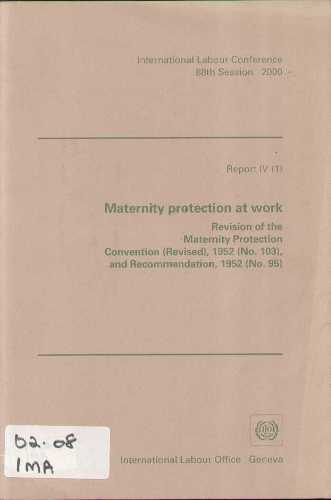 International Labour Conference
88th Session 2000
Report IV (1)
Maternity protection at work
Revision of the
Maternity Protection
Convention (Revised), 1952 (No. 103),
and Recommendation, 1952 (No. 95)
02.08
IMA
International Labour Office Geneva